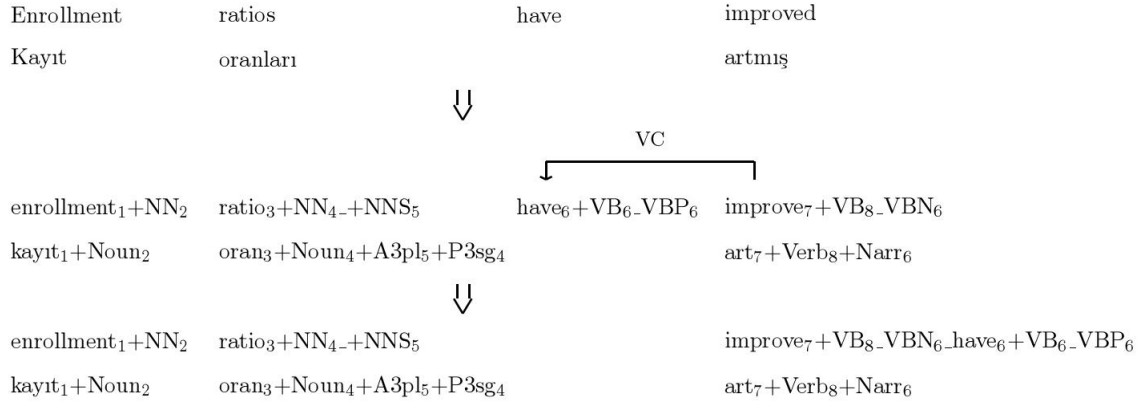 Enrollment ratios have improved
Kayıt oranları artmış
⇓
VC
enrollment₁+NN₂ ratio₃+NN₄_+NNS₅ have₆+VB₆_VBP₆ improve₇+VB₈_VBN₆
kayıt₁+Noun₂ oran₃+Noun₄+A3pl₅+P3sg₄ art₇+Verb₈+Narr₆
⇓
enrollment₁+NN₂ ratio₃+NN₄_+NNS₅ improve₇+VB₈_VBN₆_have₆+VB₆_VBP₆
kayıt₁+Noun₂ oran₃+Noun₄+A3pl₅+P3sg₄ art₇+Verb₈+Narr₆